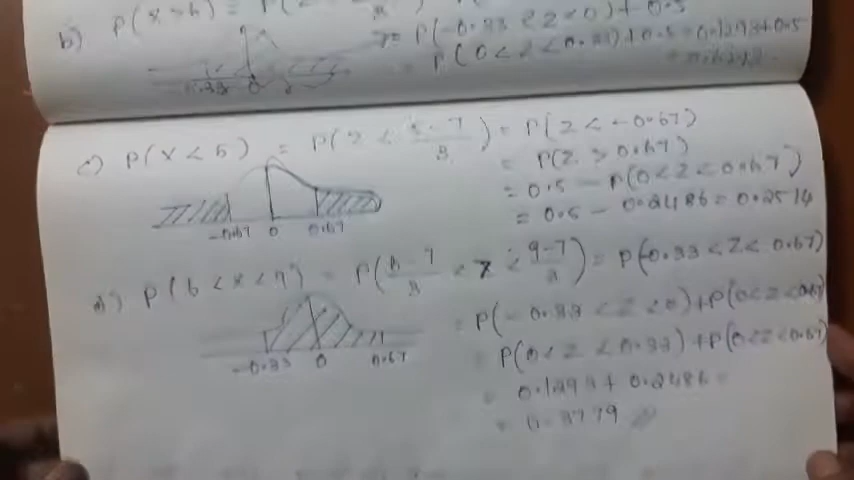 b) P(x>6) = P(
= P(-0.33<z<0)+0.5
= P(0<z<0.33)+0.5 = 0.1293+0.5
-0.33 0
c) P(x<5) = P(z < 5-7/3) = P(z<-0.67)
= P(z>0.67)
= 0.5 - P(0<z<0.67)
= 0.5 - 0.2486 = 0.2514
-0.67 0 0.67
d) P(6<x<9) = P(6-7/3 < z < 9-7/3) = P(-0.33<z<0.67)
= P(-0.33<z<0)+P(0<z<0.67)
= P(0<z<0.33)+P(0<z<0.67)
-0.33 0 0.67
= 0.1293 + 0.2486
= 0.3779